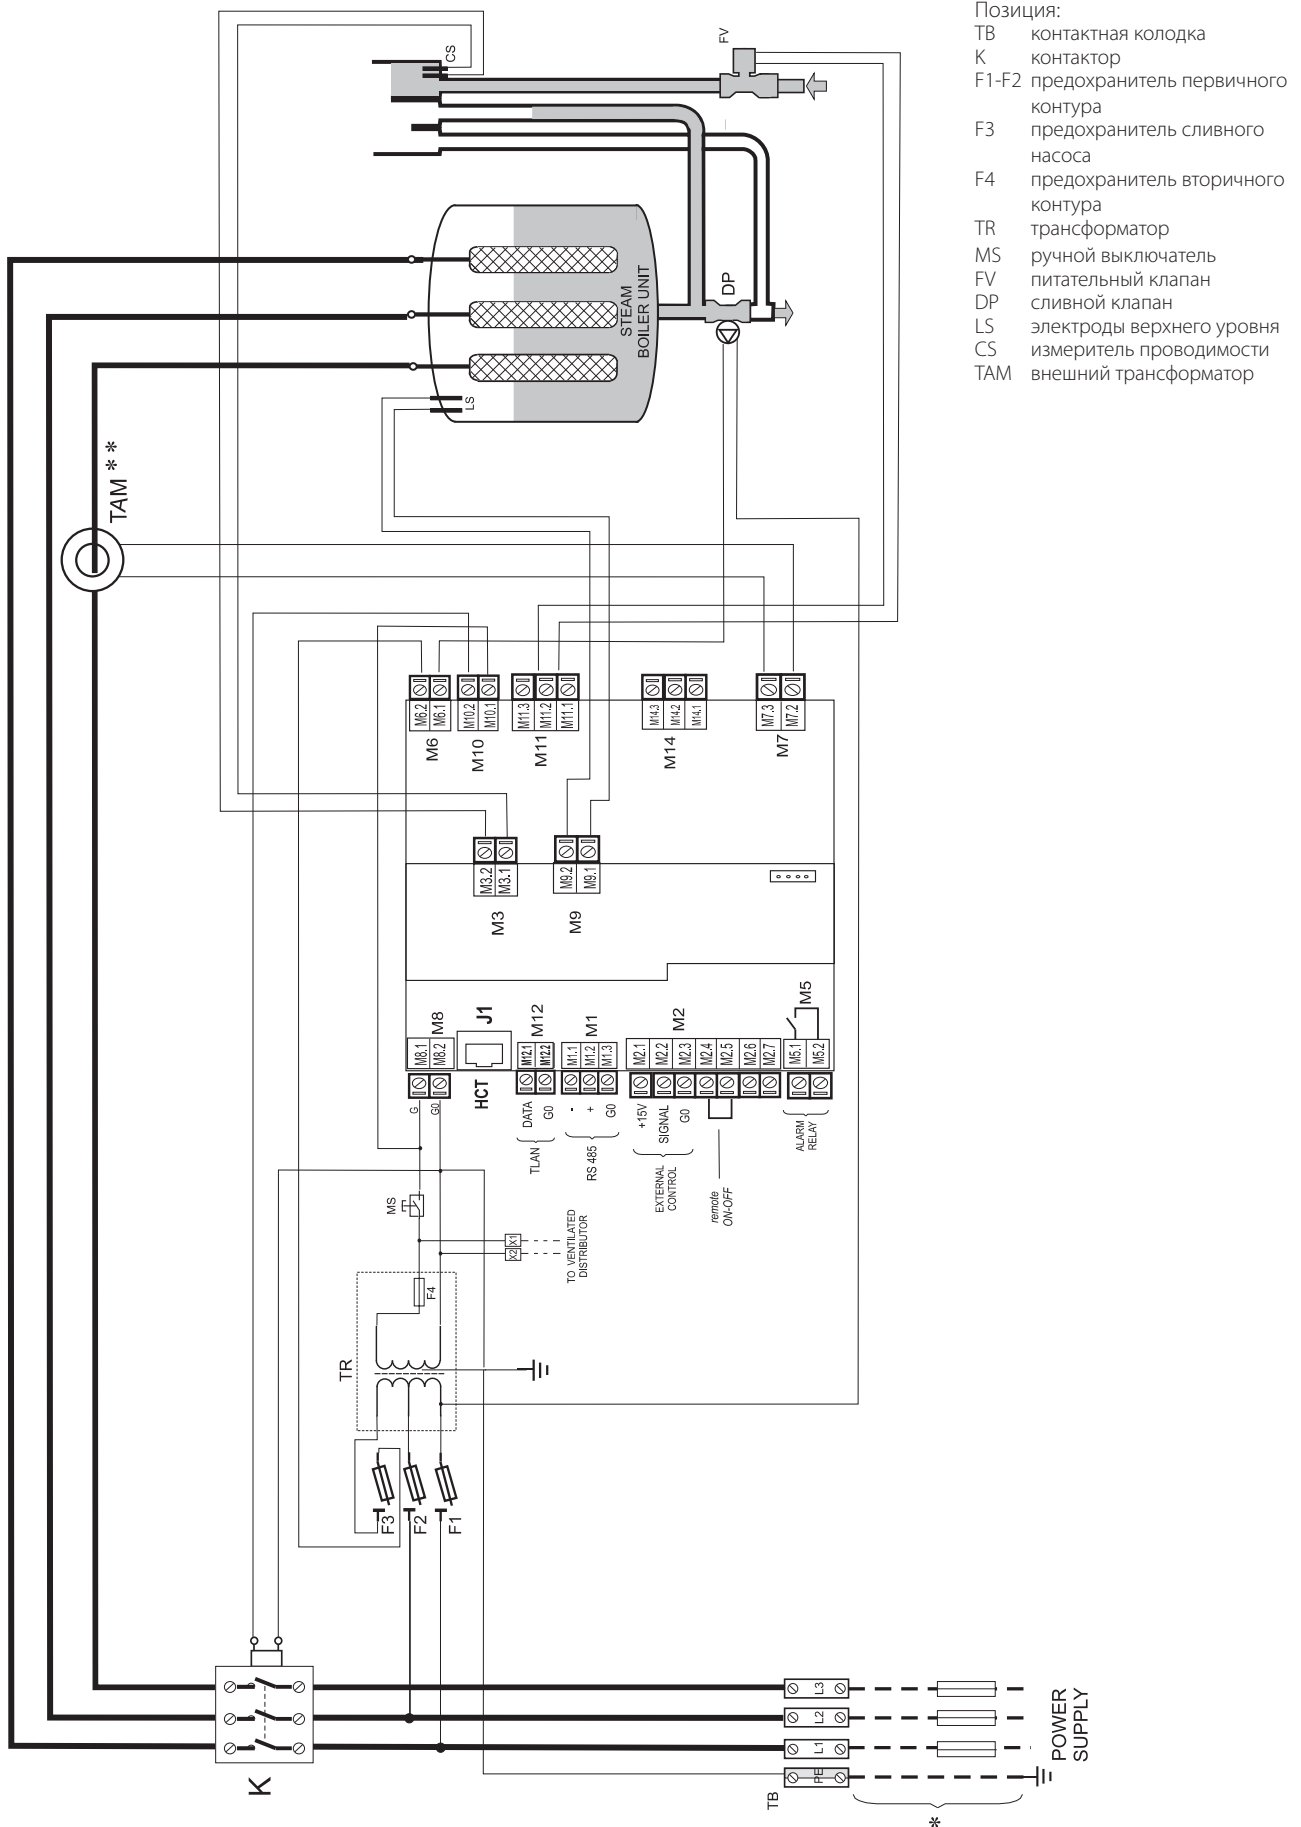 Позиция:
TB контактная колодка
K контактор
F1-F2 предохранитель первичного
контура
F3 предохранитель сливного
насоса
F4 предохранитель вторичного
контура
TR трансформатор
MS ручной выключатель
FV питательный клапан
DP сливной клапан
LS электроды верхнего уровня
CS измеритель проводимости
TAM внешний трансформатор
CS
FV
STEAM
BOILER UNIT
DP
LS
TAM * *
M6.2
M6.1
M10.2
M10.1
M11.3
M11.2
M11.1
M14.3
M14.2
M14.1
M7.3
M7.2
M6
M10
M11
M14
M7
M3.2
M3.1
M9.2
M9.1
M3
M9
M8
J1
M12
M1
M2
M5
M8.1
M8.2
M12.1
M12.2
M1.1
M1.2
M1.3
M2.1
M2.2
M2.3
M2.4
M2.5
M2.6
M2.7
M5.1
M5.2
G
G0
HCT
DATA
G0
TLAN
-
+
G0
RS 485
+15V
SIGNAL
G0
EXTERNAL
CONTROL
remote
ON-OFF
ALARM
RELAY
MS
X1
X2
TO VENTILATED
DISTRIBUTOR
F4
TR
F3
F2
F1
K
L3
L2
L1
PE
TB
POWER
SUPPLY
*